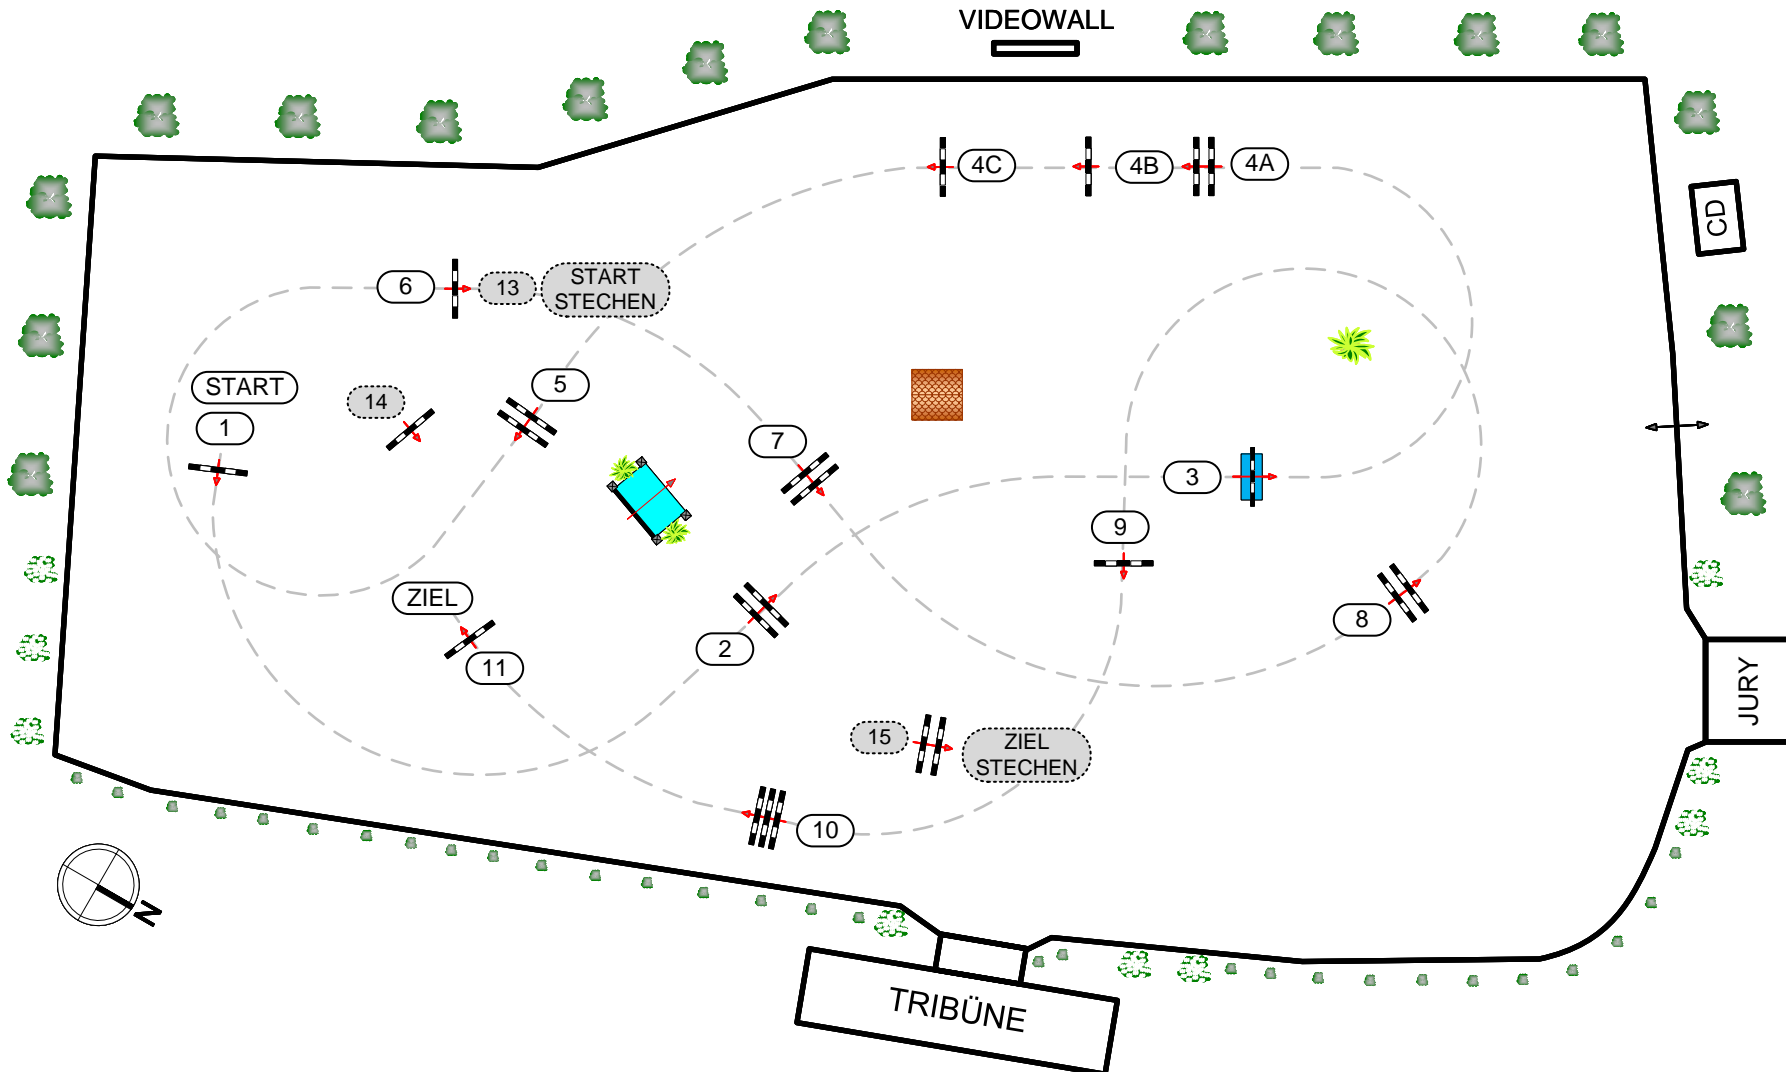 VIDEOWALL
4C
4B
4A
CD
6
13
START
STECHEN
START
14
5
1
7
3
9
ZIEL
8
2
11
JURY
15
ZIEL
STECHEN
10
N
TRIBÜNE